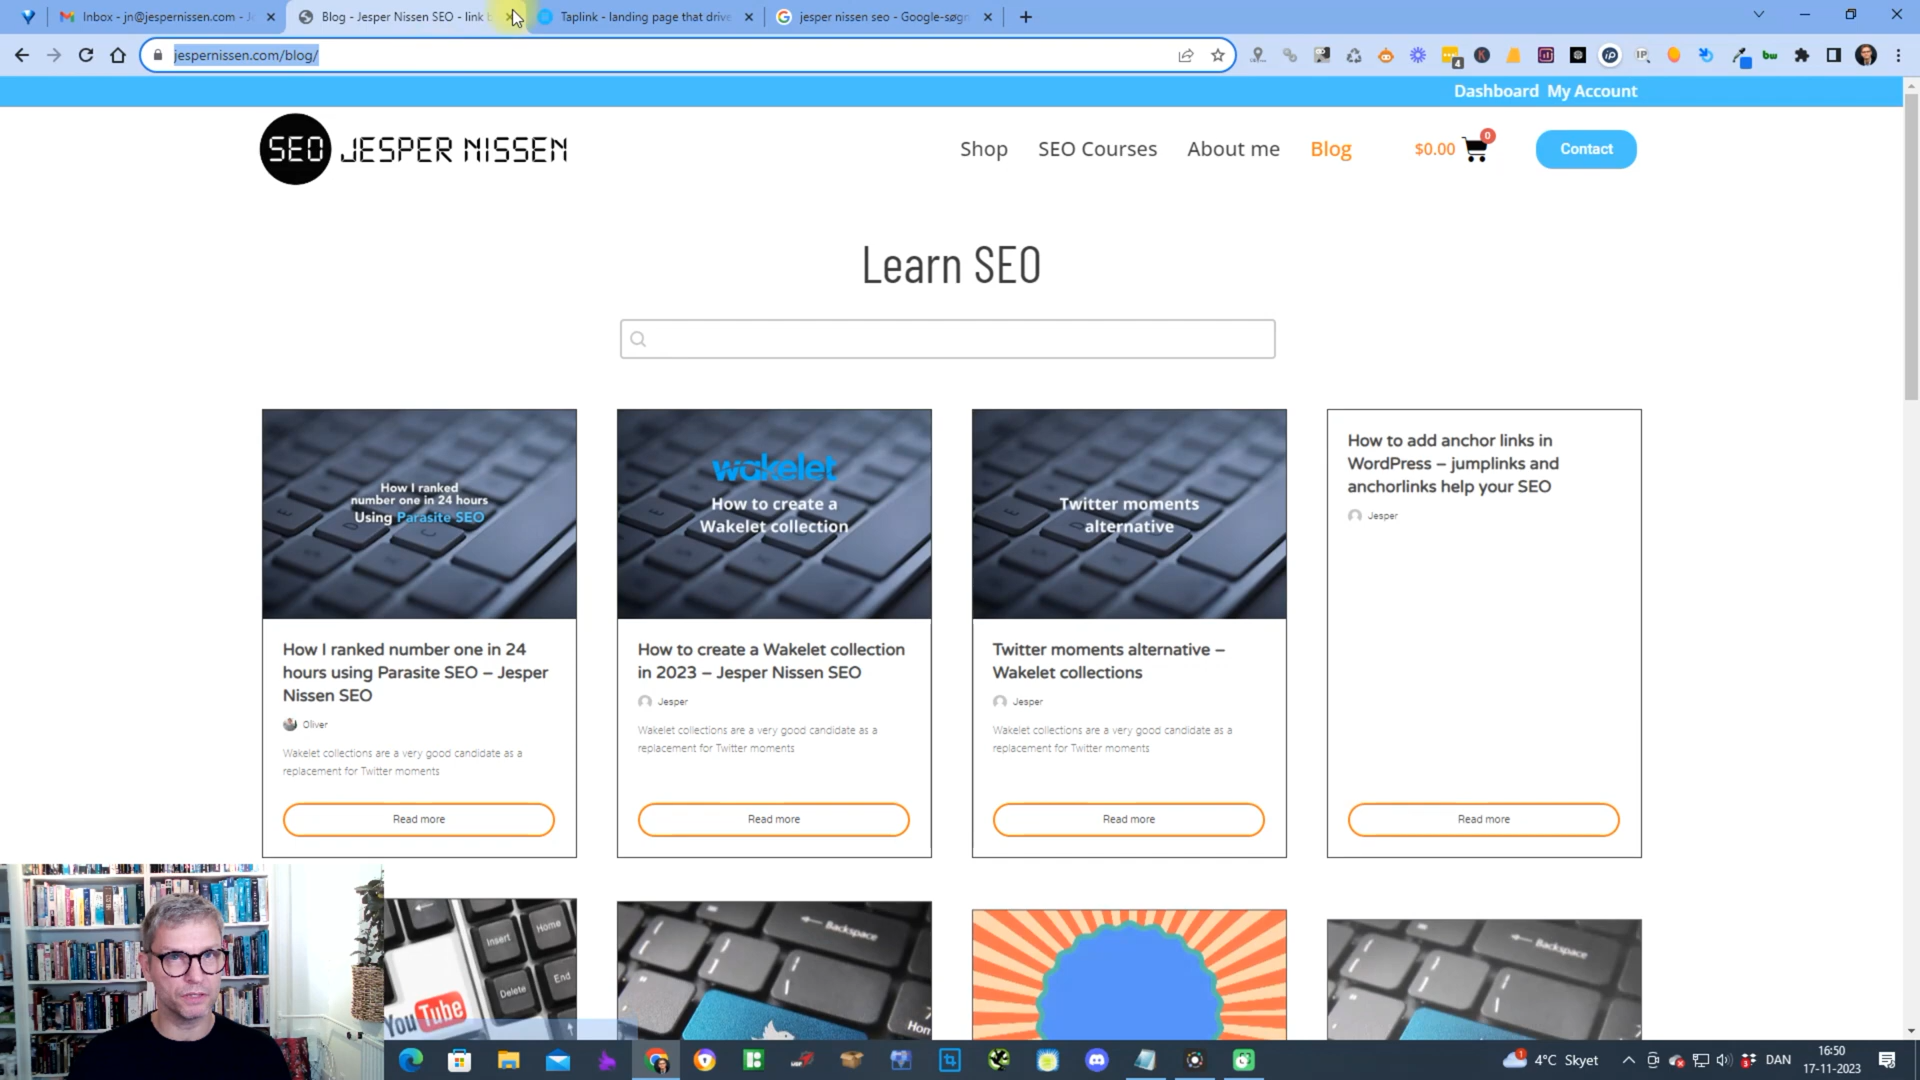 Inbox - jn@jespernissen.com - J
Blog - Jesper Nissen SEO - link b
Taplink - landing page that drive
jesper nissen seo - Google-søgn
jespernissen.com/blog/
4
Dashboard My Account
SEO JESPER NISSEN
Shop SEO Courses About me Blog $0.00 0 Contact
Learn SEO
How I ranked
number one in 24 hours
Using Parasite SEO
wakelet
How to create a
Wakelet collection
Twitter moments
alternative
How to add anchor links in
WordPress – jumplinks and
anchorlinks help your SEO
Jesper
How I ranked number one in 24
hours using Parasite SEO – Jesper
Nissen SEO
Oliver
Wakelet collections are a very good candidate as a
replacement for Twitter moments
How to create a Wakelet collection
in 2023 – Jesper Nissen SEO
Jesper
Wakelet collections are a very good candidate as a
replacement for Twitter moments
Twitter moments alternative –
Wakelet collections
Jesper
Wakelet collections are a very good candidate as a
replacement for Twitter moments
Read more
Read more
Read more
Read more
Insert
Home
Delete
End
YouTube
Backspace
Backspace
4°C Skyet
DAN
16:50
17-11-2023